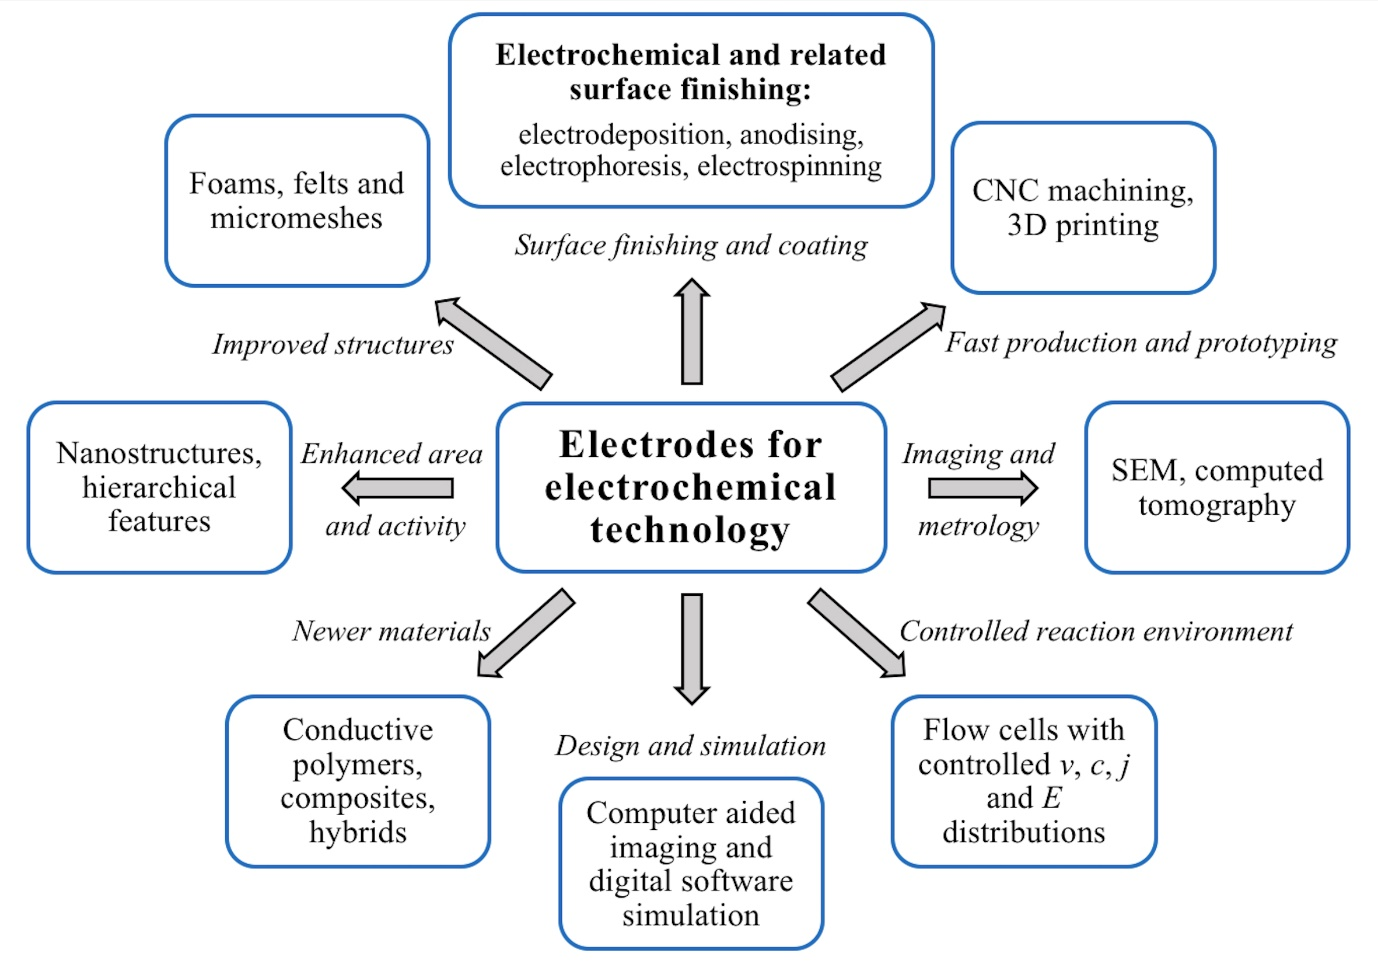 Electrochemical and related
surface finishing:
electrodeposition, anodising,
electrophoresis, electrospinning
Surface finishing and coating
Foams, felts and
micromeshes
Improved structures
CNC machining,
3D printing
Fast production and prototyping
Nanostructures,
hierarchical
features
Enhanced area
and activity
Electrodes for
electrochemical
technology
Imaging and
metrology
SEM, computed
tomography
Newer materials
Conductive
polymers,
composites,
hybrids
Design and simulation
Computer aided
imaging and
digital software
simulation
Controlled reaction environment
Flow cells with
controlled v, c, j
and E
distributions